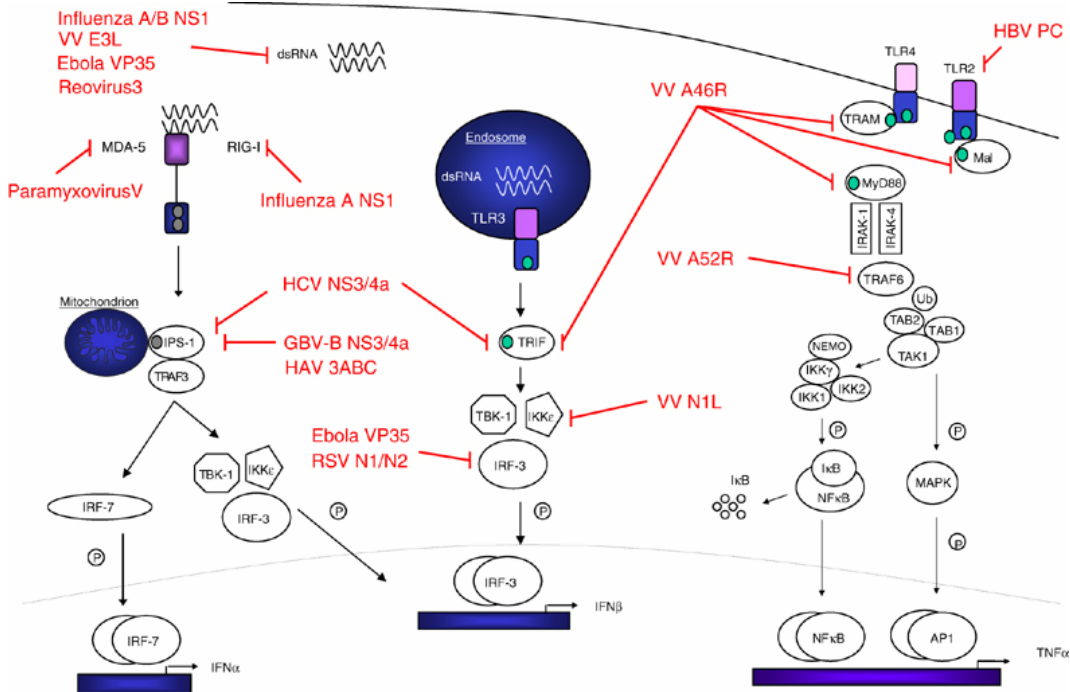 Influenza A/B NS1
VV E3L
Ebola VP35
Reovirus3
dsRNA
HBV PC
TLR4
TLR2
VV A46R
TRAM
Mal
MDA-5
RIG-I
ParamyxovirusV
Influenza A NS1
Endosome
dsRNA
TLR3
MyD88
IRAK-1
IRAK-4
VV A52R
TRAF6
Ub
TAB2
TAB1
TAK1
HCV NS3/4a
Mitochondrion
IPS-1
TRAF3
GBV-B NS3/4a
HAV 3ABC
TRIF
NEMO
IKKγ
IKK1
IKK2
TBK-1
IKKε
VV N1L
Ebola VP35
RSV N1/N2
IRF-3
P
P
TBK-1
IKKε
IRF-3
P
IRF-7
P
P
IκB
IκB
NFκB
MAPK
P
IRF-3
IFNβ
IRF-7
IFNα
NFκB
AP1
TNFα